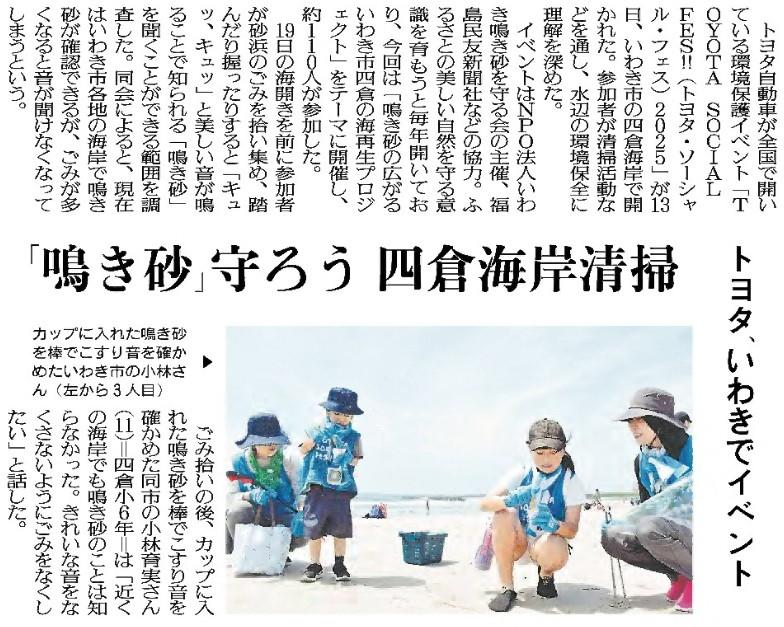 トヨタ、いわきでイベント
「鳴き砂」守ろう 四倉海岸清掃
トヨタ自動車が全国で開い
ている環境保護イベント「T
OYOTA　SOCIAL
FES!!（トヨタ・ソーシャ
ル・フェス）2025」が13
日、いわき市の四倉海岸で開
かれた。参加者が清掃活動な
どを通し、水辺の環境保全に
理解を深めた。
イベントはNPO法人いわ
き鳴き砂を守る会の主催、福
島民友新聞社などの協力。ふ
るさとの美しい自然を守る意
識を育もうと毎年開いてお
り、今回は「鳴き砂の広がる
いわき市四倉の海再生プロジ
ェクト」をテーマに開催し、
約110人が参加した。
19日の海開きを前に参加者
が砂浜のごみを拾い集め、踏
んだり握ったりすると「キュ
ッ、キュッ」と美しい音が鳴
ることで知られる「鳴き砂」
を聞くことができる範囲を調
査した。同会によると、現在
はいわき市各地の海岸で鳴き
砂が確認できるが、ごみが多
くなると音が聞けなくなって
しまうという。
ごみ拾いの後、カップに入
れた鳴き砂を棒でこすり音を
確かめた同市の小林育実さん
（11）＝四倉小6年＝は「近く
の海岸でも鳴き砂のことは知
らなかった。きれいな音をな
くさないようにごみをなくし
たい」と話した。
カップに入れた鳴き砂
を棒でこすり音を確か
めたいわき市の小林さ
ん（左から3人目）